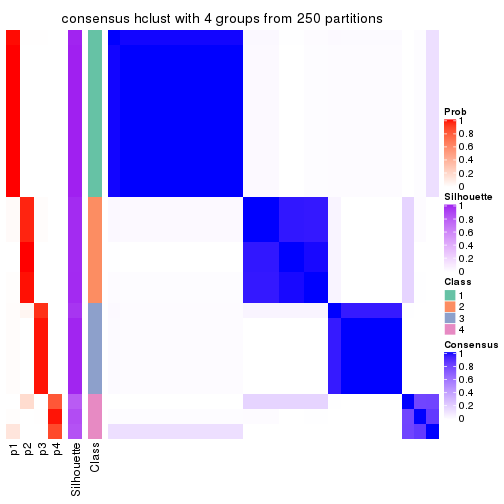 consensus hclust with 4 groups from 250 partitions
Prob
1
0.8
0.6
0.4
0.2
0
Silhouette
1
0.8
0.6
0.4
0.2
0
Class
1
2
3
4
Consensus
1
0.8
0.6
0.4
0.2
0
p1
p2
p3
p4
Silhouette
Class